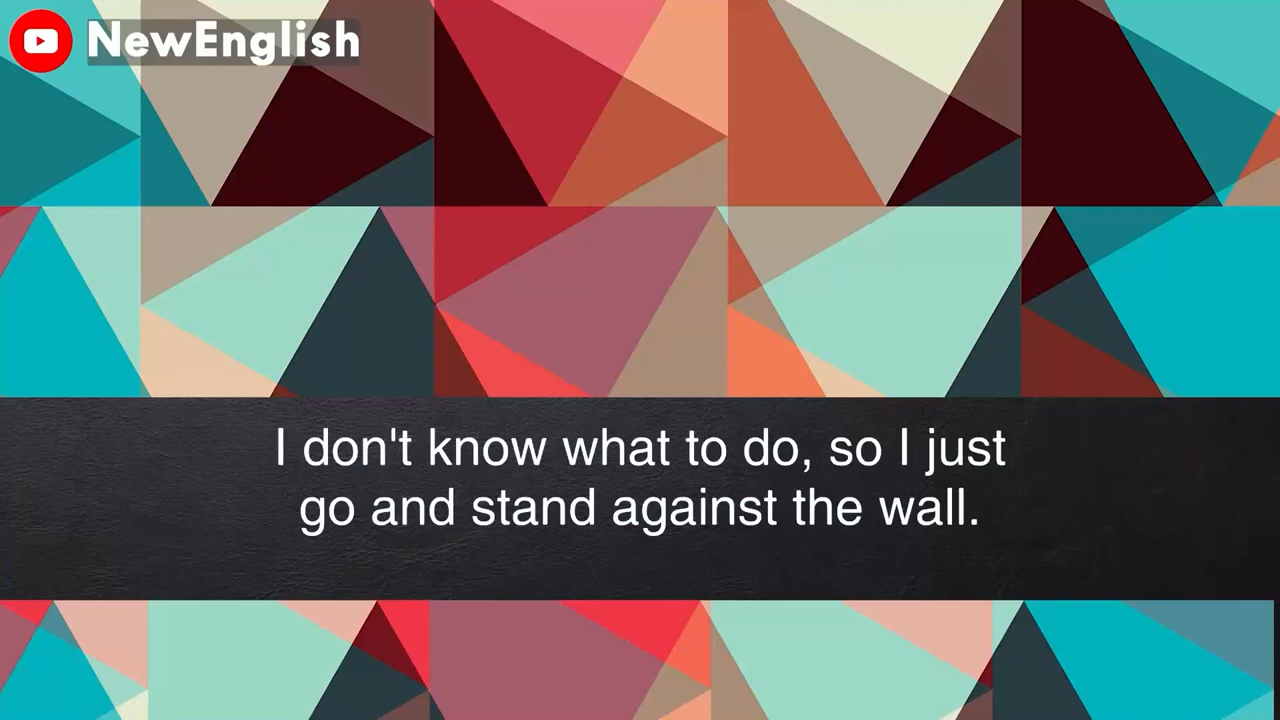 NewEnglish
I don't know what to do, so I just
go and stand against the wall.